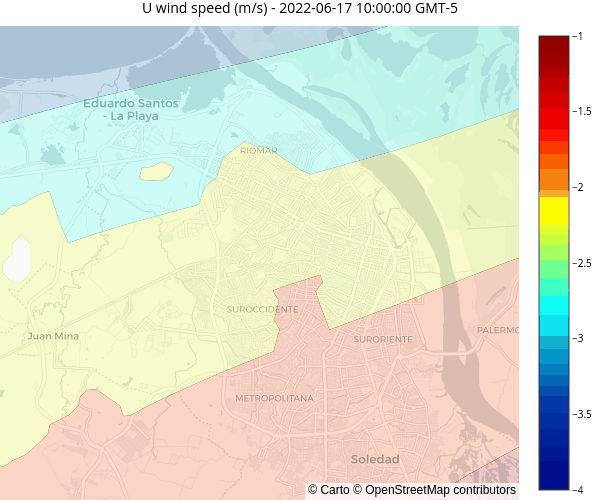 U wind speed (m/s) - 2022-06-17 10:00:00 GMT-5
−1
Eduardo Santos
- La Playa
−1.5
RIOMAR
−2
−2.5
SUROCCIDENTE
Juan Mina
SURORIENTE
PALERMO
−3
METROPOLITANA
−3.5
Soledad
© Carto © OpenStreetMap contributors
−4